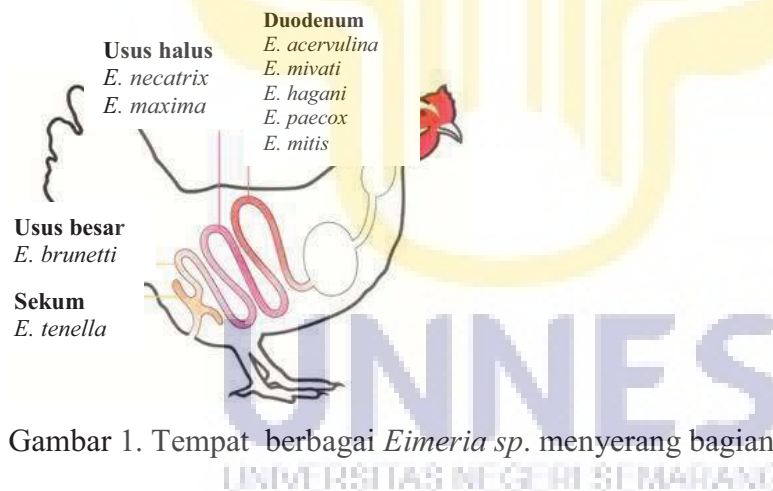 Duodenum
E. acervulina
E. mivati
E. hagani
E. paecox
E. mitis
Usus halus
E. necatrix
E. maxima
Usus besar
E. brunetti
Sekum
E. tenella
Gambar 1. Tempat berbagai Eimeria sp. menyerang bagian
UNNES
UNIVERSITAS NEGERI SEMARANG